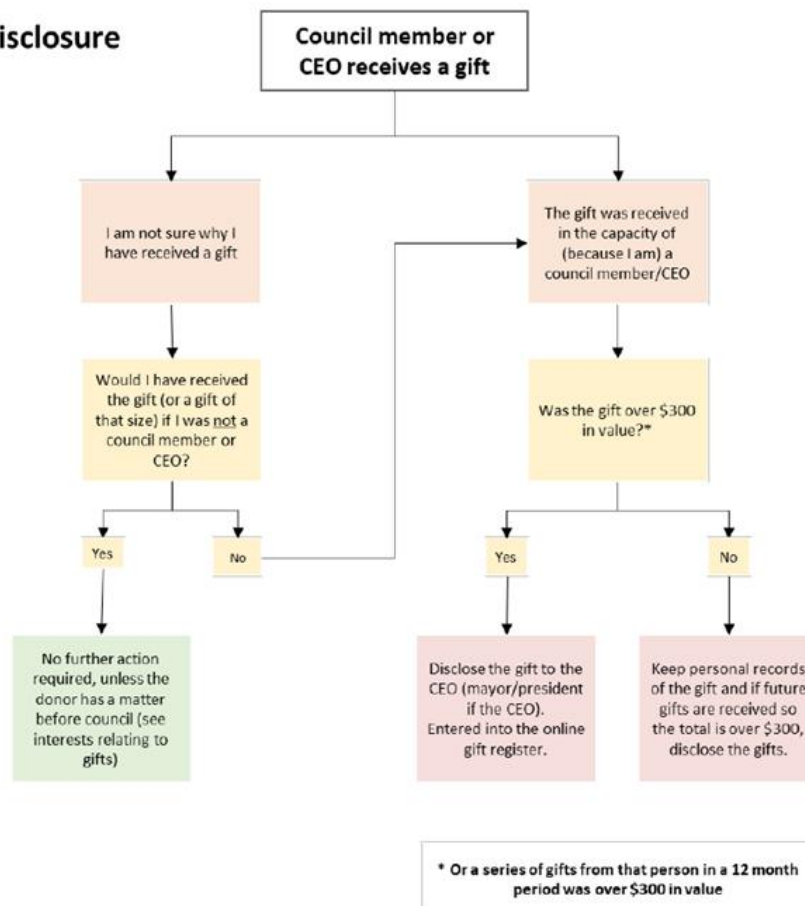 isclosure
Council member or
CEO receives a gift
I am not sure why I
have received a gift
The gift was received
in the capacity of
(because I am) a
council member/CEO
Would I have received
the gift (or a gift of
that size) if I was not a
council member or
CEO?
Was the gift over $300
in value?*
Yes
No
Yes
No
No further action
required, unless the
donor has a matter
before council (see
interests relating to
gifts)
Disclose the gift to the
CEO (mayor/president
if the CEO).
Entered into the online
gift register.
Keep personal records
of the gift and if future
gifts are received so
the total is over $300,
disclose the gifts.
* Or a series of gifts from that person in a 12 month
period was over $300 in value